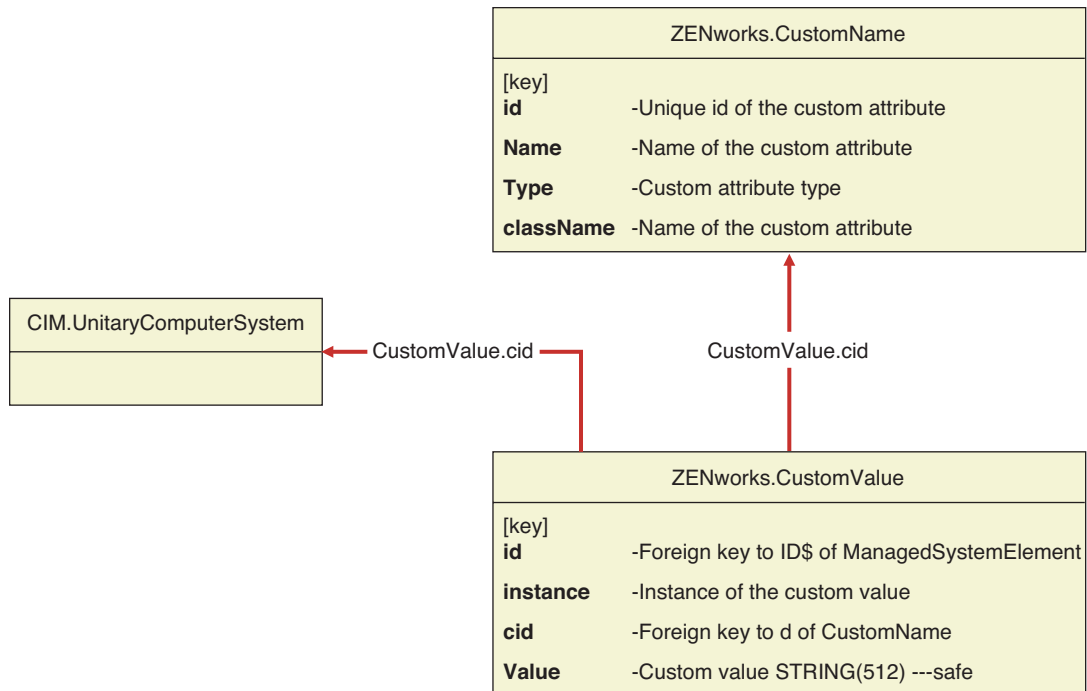 ZENworks.CustomName
[key]
id -Unique id of the custom attribute
Name -Name of the custom attribute
Type -Custom attribute type
className -Name of the custom attribute
CIM.UnitaryComputerSystem
CustomValue.cid
CustomValue.cid
ZENworks.CustomValue
[key]
id -Foreign key to ID$ of ManagedSystemElement
instance -Instance of the custom value
cid -Foreign key to d of CustomName
Value -Custom value STRING(512) ---safe